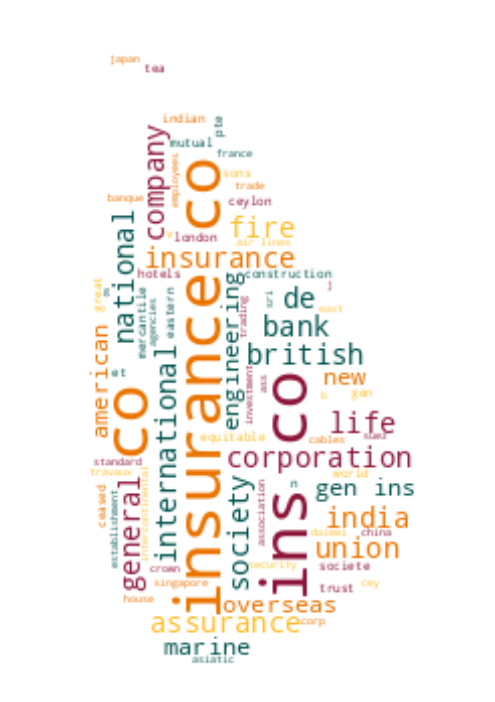 japan
tea
indian
pte
mutual
company
france
employees
insurance co
sons
trade
banque
ceylon
national
fire
london
air lines
insurance
hotels
construction
j
great
engineering
mercantile
agencies
eastern
sri
de
trading
east
bank
american
british
international
et
co
investment
ass
ins co
new
b
gen
life
equitable
cables
suez
corporation
standard
travaux
world
general
intercontinental
society
association
n
gen ins
ceased
establishment
india
china
union
crown
security
societe
singapore
trust
cey
house
overseas
assurance
corp
marine
asiatic